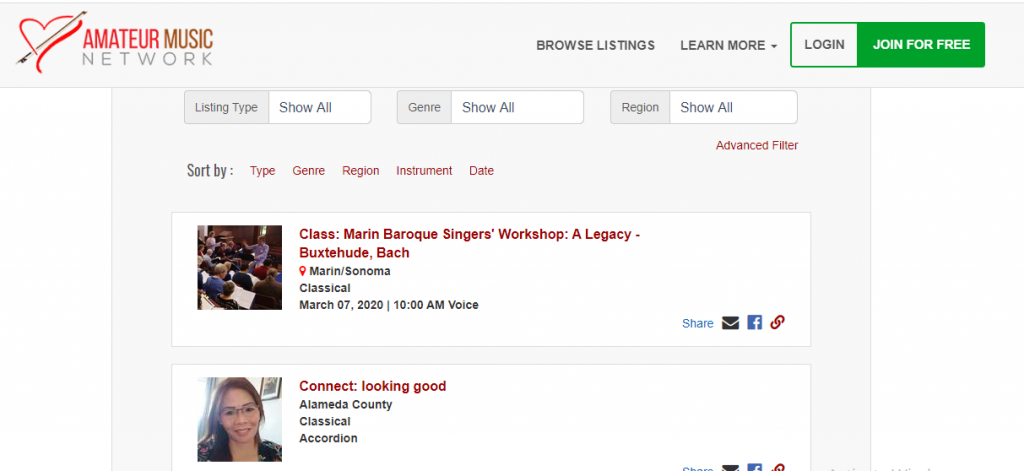 AMATEUR MUSIC
NETWORK
BROWSE LISTINGS LEARN MORE LOGIN JOIN FOR FREE
Listing Type Show All Genre Show All Region Show All
Advanced Filter
Sort by : Type Genre Region Instrument Date
Class: Marin Baroque Singers' Workshop: A Legacy -
Buxtehude, Bach
Marin/Sonoma
Classical
March 07, 2020 | 10:00 AM Voice
Share
Connect: looking good
Alameda County
Classical
Accordion
Share